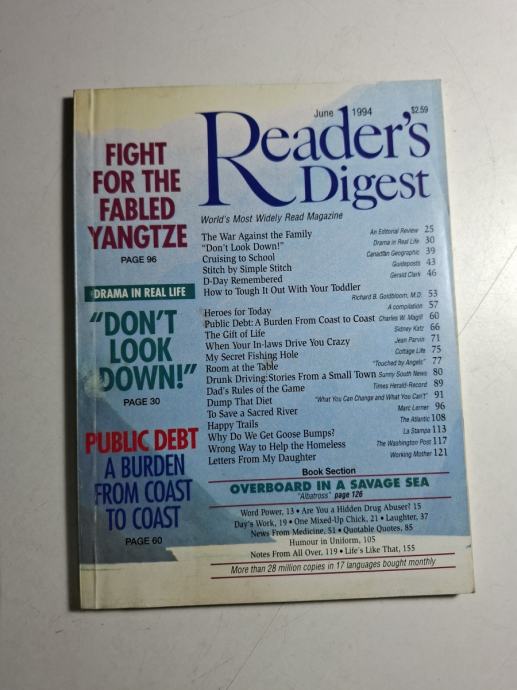 June 1994 $2.59
Reader's
Digest
World's Most Widely Read Magazine
FIGHT
FOR THE
FABLED
YANGTZE
PAGE 96
DRAMA IN REAL LIFE
"DON'T
LOOK
DOWN!"
PAGE 30
PUBLIC DEBT
A BURDEN
FROM COAST
TO COAST
PAGE 60
The War Against the Family An Editorial Review 25
"Don't Look Down!" Drama in Real Life 30
Cruising to School Canadian Geographic 39
Stitch by Simple Stitch Guideposts 43
D-Day Remembered Gerald Clark 46
How to Tough It Out With Your Toddler
Richard B. Goldbloom, M.D. 53
Heroes for Today A compilation 57
Public Debt: A Burden From Coast to Coast Charles W. Magill 60
The Gift of Life Sidney Katz 66
When Your In-laws Drive You Crazy Jean Parvin 71
My Secret Fishing Hole Cottage Life 75
Room at the Table "Touched by Angels" 77
Drunk Driving: Stories From a Small Town Sunny South News 80
Dad's Rules of the Game Times Herald-Record 89
Dump That Diet "What You Can Change and What You Can't" 91
To Save a Sacred River Marc Lerner 96
Happy Trails The Atlantic 108
Why Do We Get Goose Bumps? La Stampa 113
Wrong Way to Help the Homeless The Washington Post 117
Letters From My Daughter Working Mother 121
Book Section
OVERBOARD IN A SAVAGE SEA
"Albatross" page 126
Word Power, 13 • Are You a Hidden Drug Abuser? 15
Day's Work, 19 • One Mixed-Up Chick, 21 • Laughter, 37
News From Medicine, 51 • Quotable Quotes, 85
Humour in Uniform, 105
Notes From All Over, 119 • Life's Like That, 155
More than 28 million copies in 17 languages bought monthly